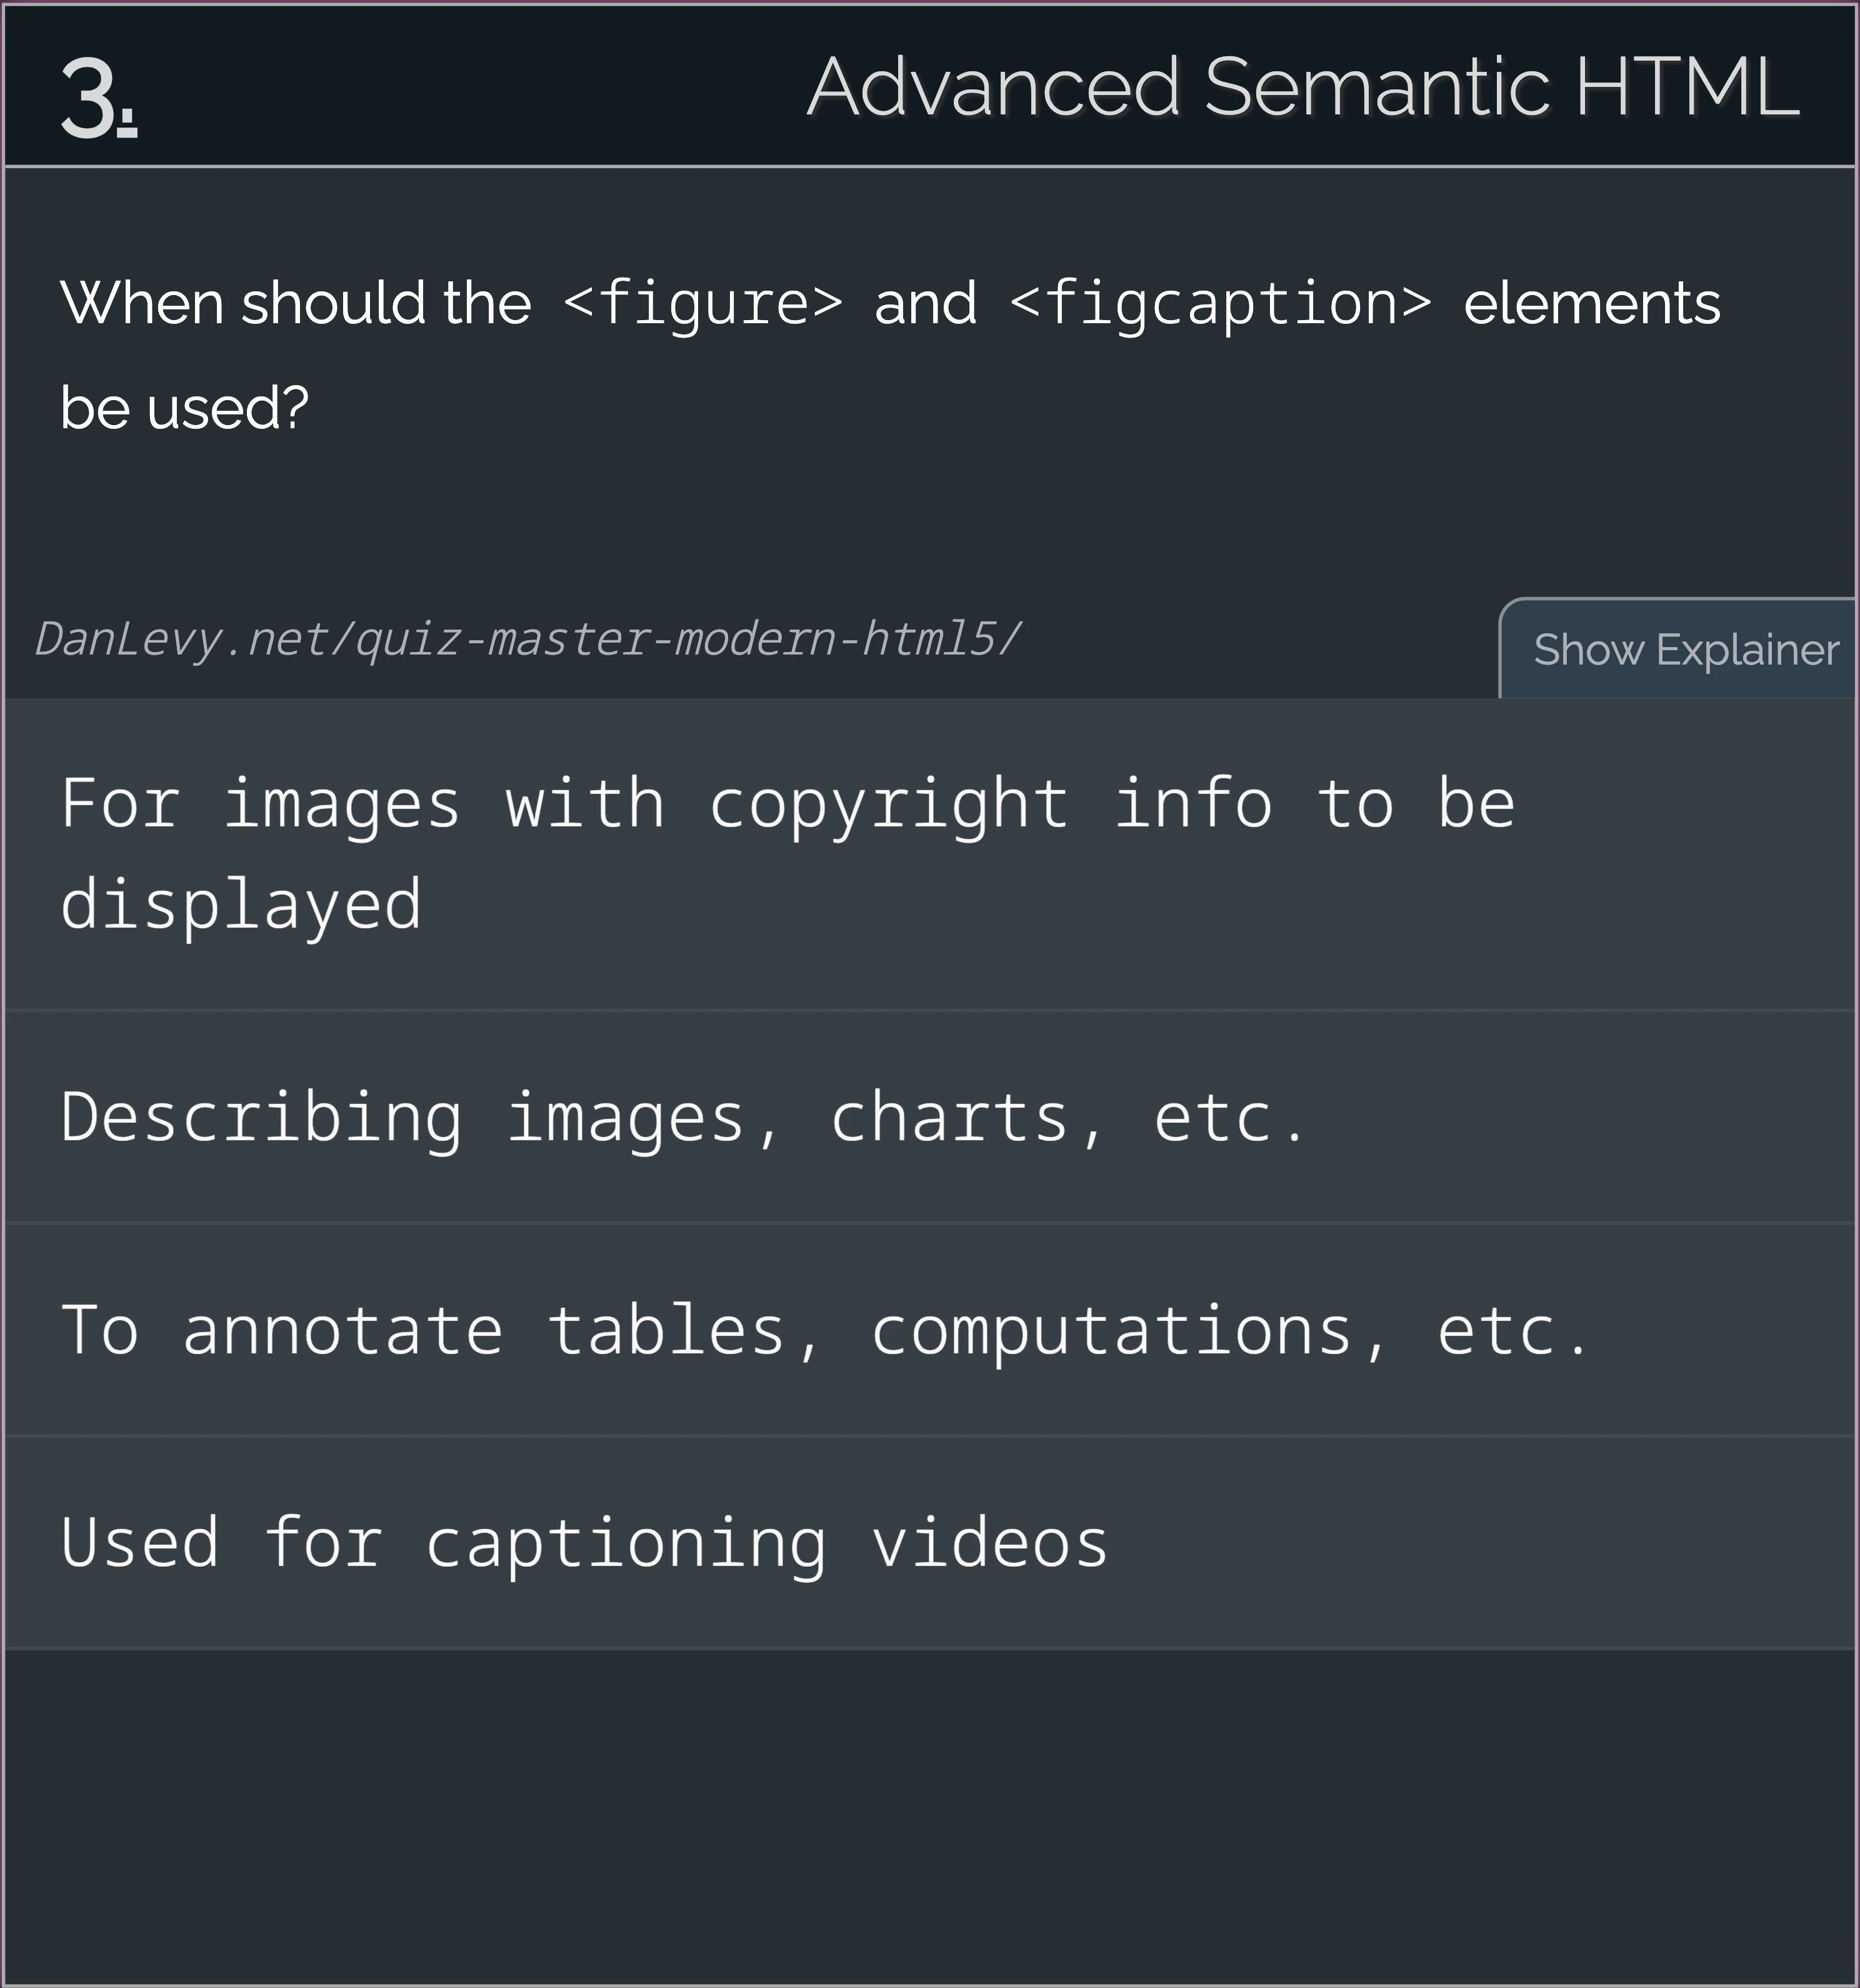 3.
Advanced Semantic HTML
When should the <figure> and <figcaption> elements
be used?
DanLevy.net/quiz-master-modern-html5/
Show Explainer
For images with copyright info to be
displayed
Describing images, charts, etc.
To annotate tables, computations, etc.
Used for captioning videos